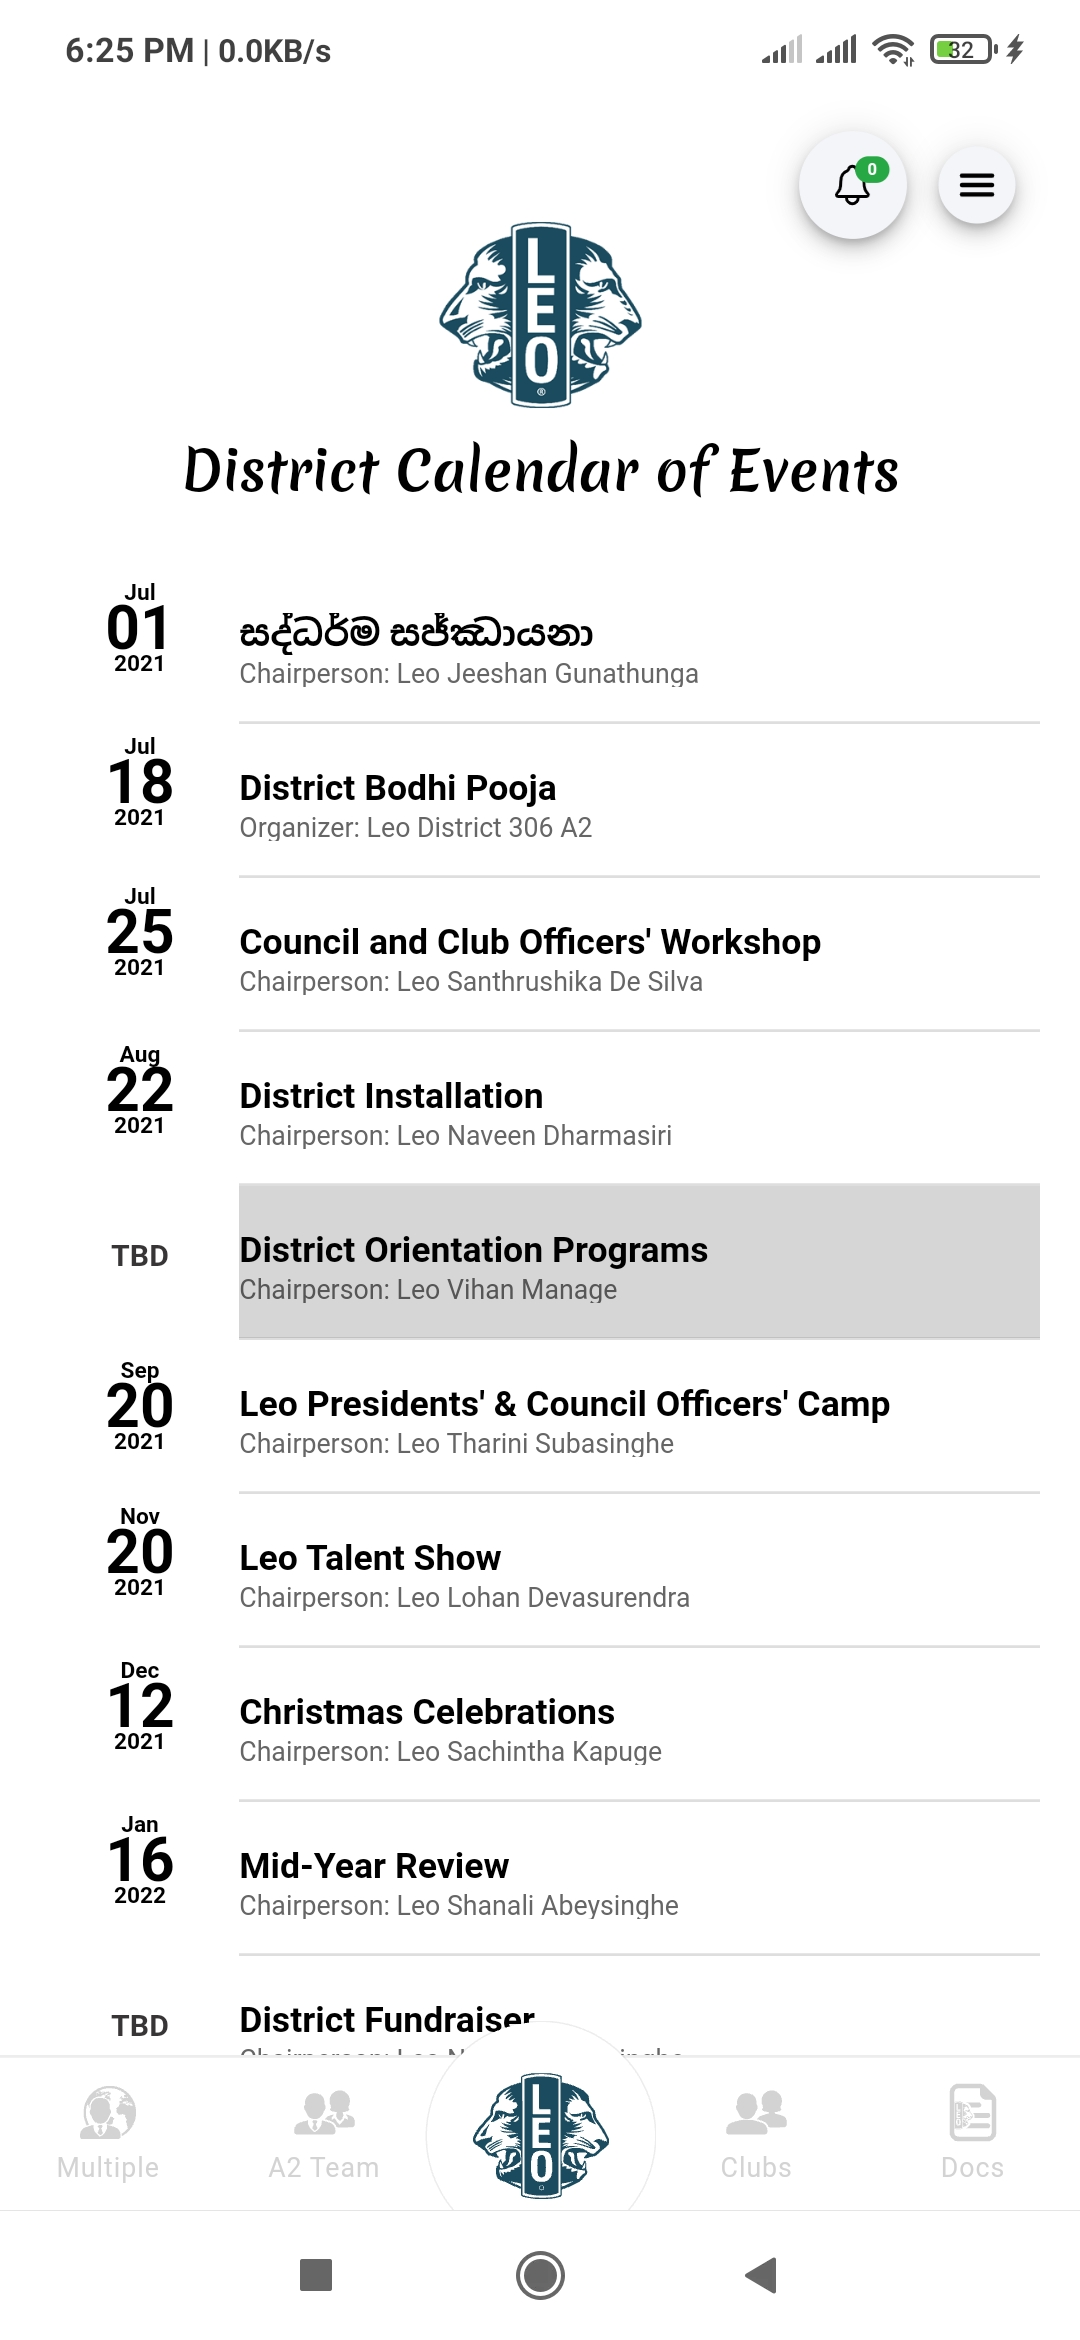 6:25 PM | 0.0KB/s
32
0
LEO
District Calendar of Events
Jul
01
2021
සද්ධර්ම සජ්ඣායනා
Chairperson: Leo Jeeshan Gunathunga
Jul
18
2021
District Bodhi Pooja
Organizer: Leo District 306 A2
Jul
25
2021
Council and Club Officers' Workshop
Chairperson: Leo Santhrushika De Silva
Aug
22
2021
District Installation
Chairperson: Leo Naveen Dharmasiri
TBD
District Orientation Programs
Chairperson: Leo Vihan Manage
Sep
20
2021
Leo Presidents' & Council Officers' Camp
Chairperson: Leo Tharini Subasinghe
Nov
20
2021
Leo Talent Show
Chairperson: Leo Lohan Devasurendra
Dec
12
2021
Christmas Celebrations
Chairperson: Leo Sachintha Kapuge
Jan
16
2022
Mid-Year Review
Chairperson: Leo Shanali Abeysinghe
TBD
District Fundraiser
Chairperson: Leo
Multiple
A2 Team
LEO
Clubs
Docs